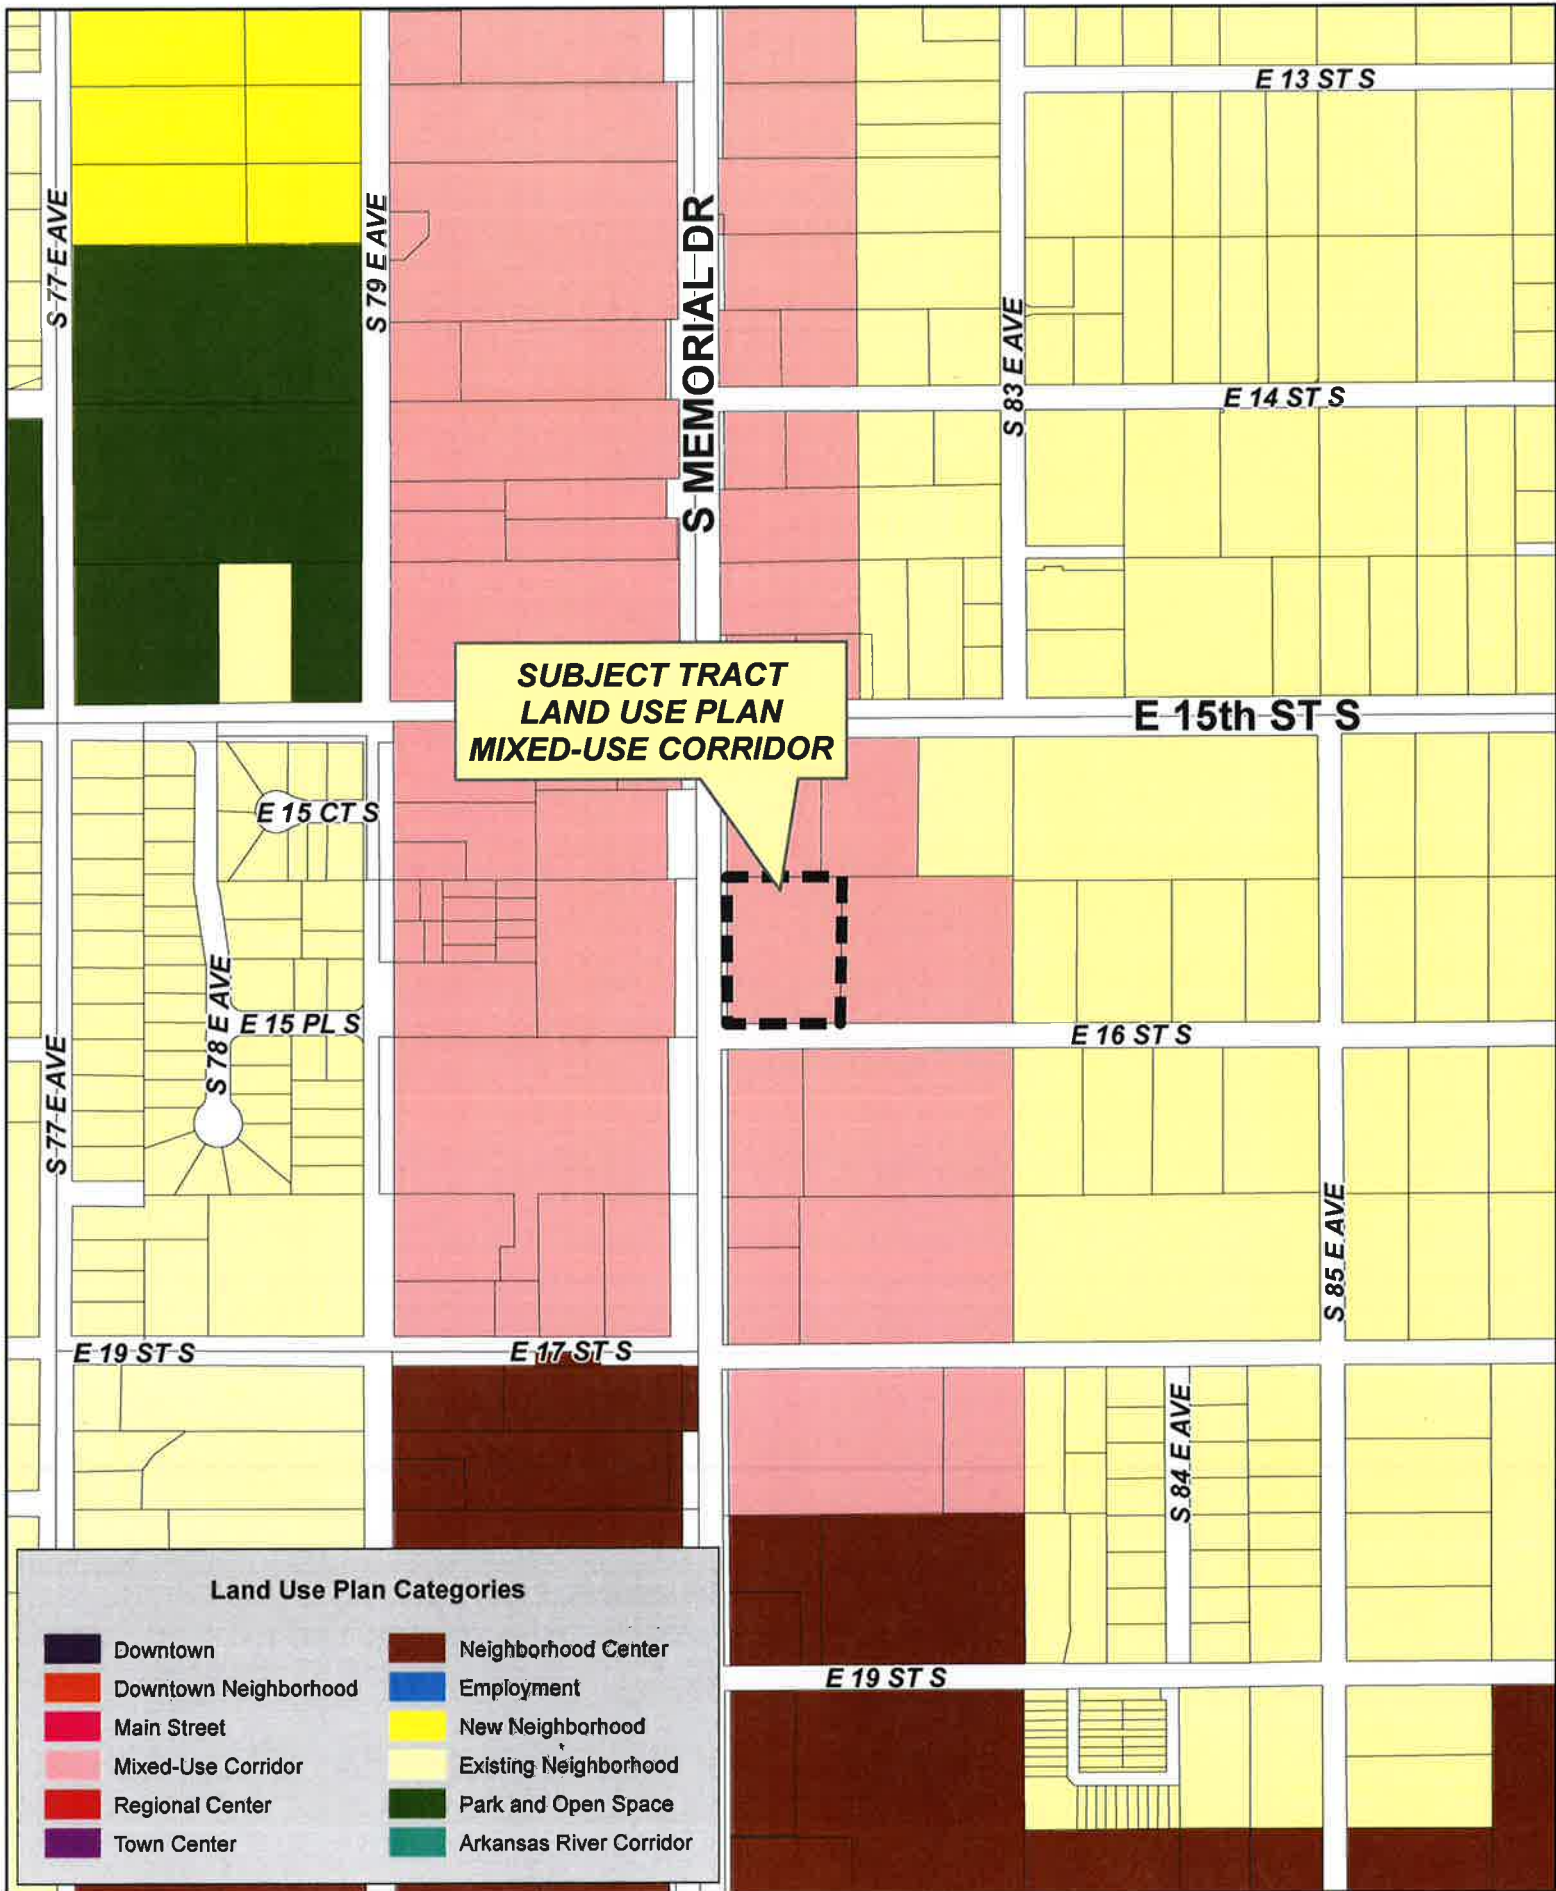 E 13 ST S
S 77 E AVE
S 79 E AVE
S MEMORIAL DR
S 83 E AVE
E 14 ST S
SUBJECT TRACT
LAND USE PLAN
MIXED-USE CORRIDOR
E 15th ST S
E 15 CT S
S 78 E AVE
E 15 PL S
E 16 ST S
S 77 E AVE
S 85 E AVE
E 19 ST S
E 17 ST S
S 84 E AVE
E 19 ST S
Land Use Plan Categories
Downtown
Downtown Neighborhood
Main Street
Mixed-Use Corridor
Regional Center
Town Center
Neighborhood Center
Employment
New Neighborhood
Existing Neighborhood
Park and Open Space
Arkansas River Corridor